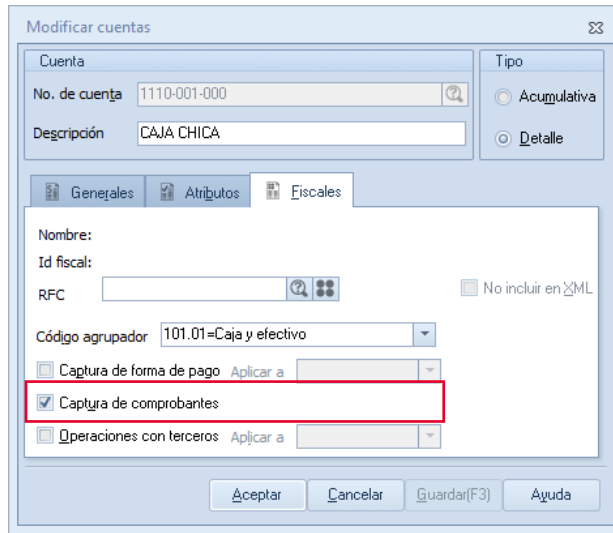 Modificar cuentas
Cuenta
Tipo
No. de cuenta 1110-001-000
Acumulativa
Descripción CAJA CHICA
Detalle
Generales Atributos Fiscales
Nombre:
Id fiscal:
RFC
No incluir en XML
Código agrupador 101.01=Caja y efectivo
Captura de forma de pago Aplicar a
Captura de comprobantes
Operaciones con terceros Aplicar a
Aceptar Cancelar Guardar(F3) Ayuda